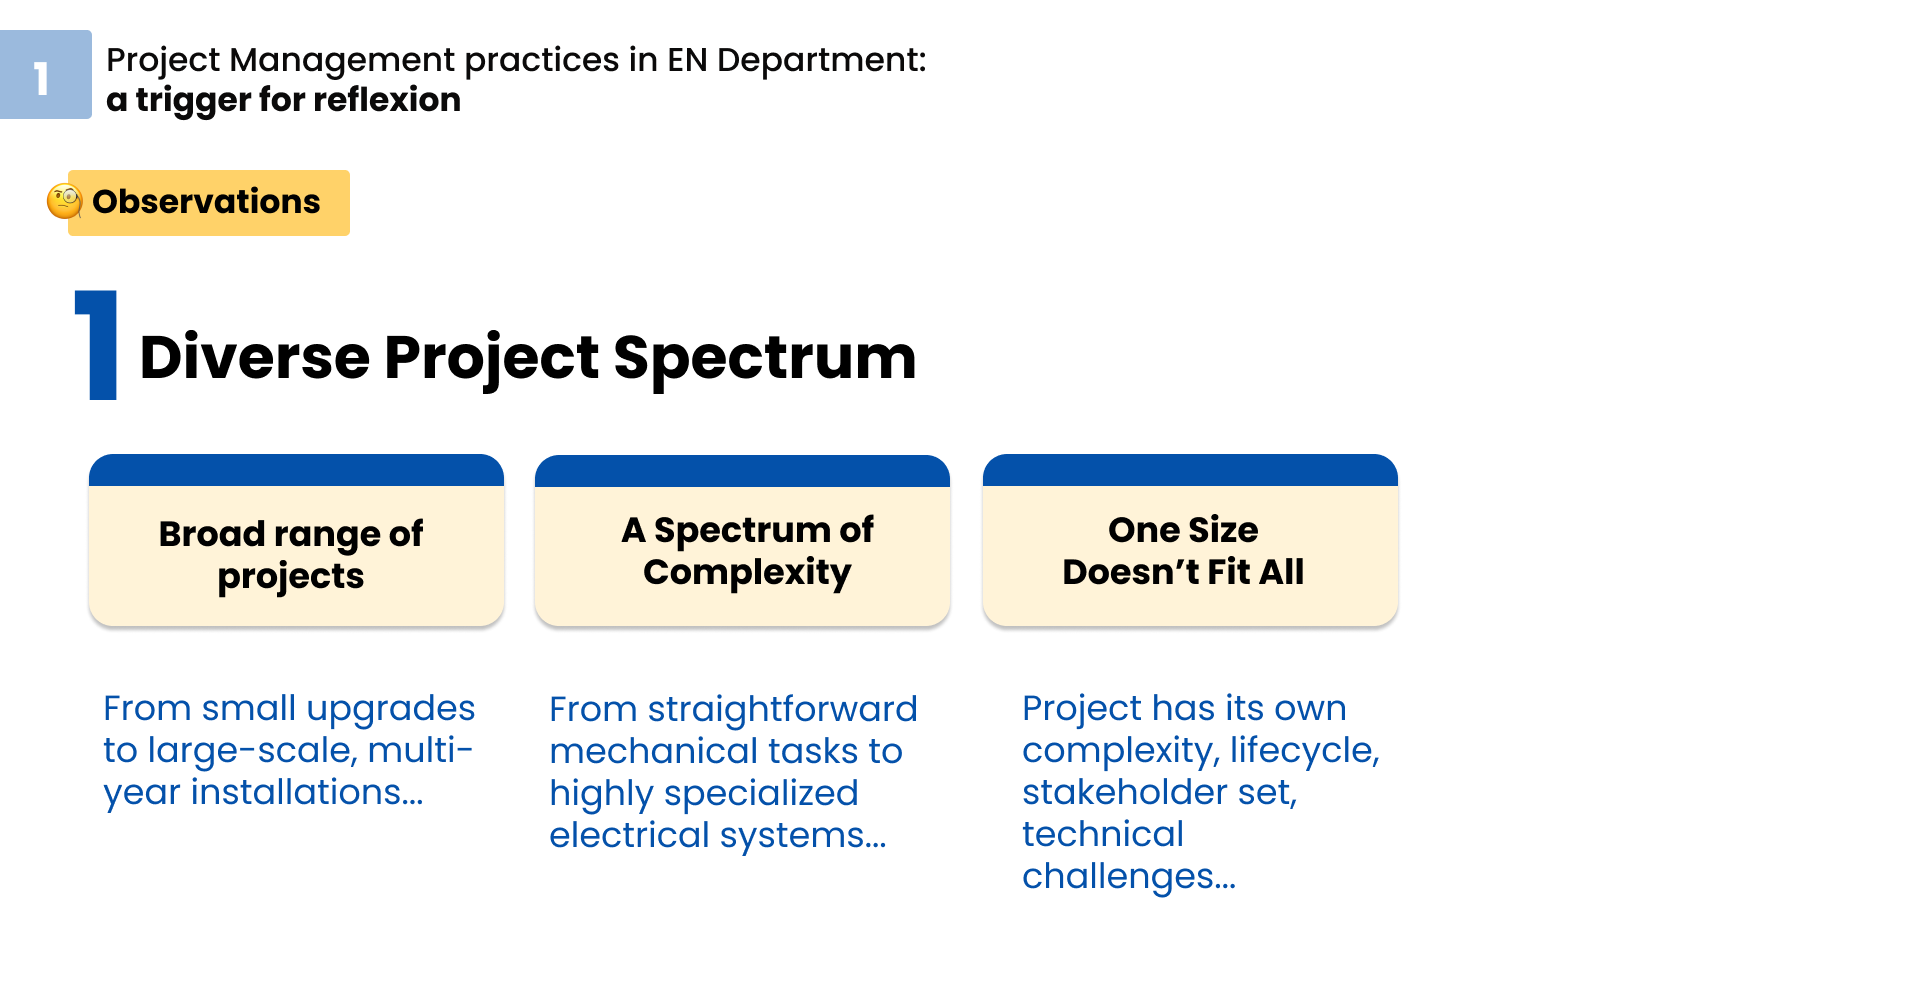 1
Project Management practices in EN Department:
a trigger for reflexion
Observations
1
Diverse Project Spectrum
Broad range of
projects
From small upgrades
to large-scale, multi-
year installations...
A Spectrum of
Complexity
From straightforward
mechanical tasks to
highly specialized
electrical systems...
One Size
Doesn’t Fit All
Project has its own
complexity, lifecycle,
stakeholder set,
technical
challenges...